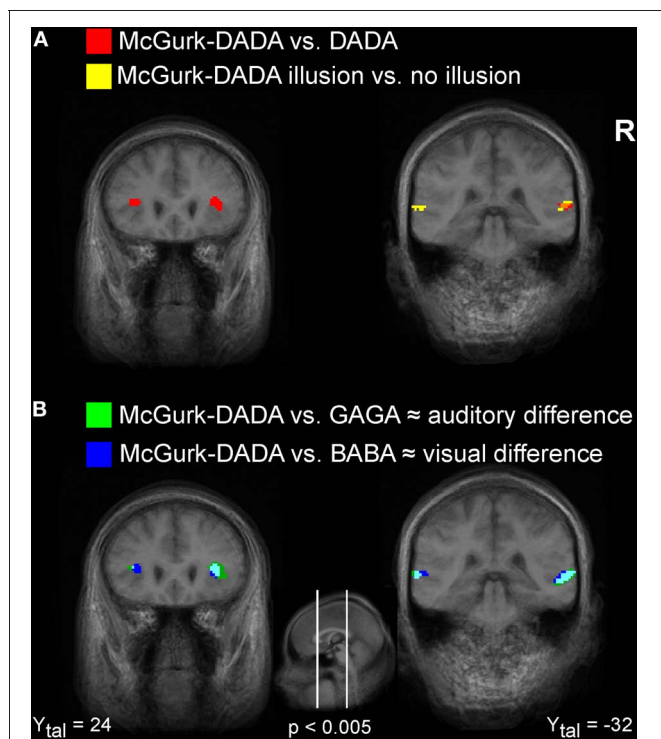 A
McGurk-DADA vs. DADA
McGurk-DADA illusion vs. no illusion
R
B
McGurk-DADA vs. GAGA ≈ auditory difference
McGurk-DADA vs. BABA ≈ visual difference
Ytal = 24
p < 0.005
Ytal = -32